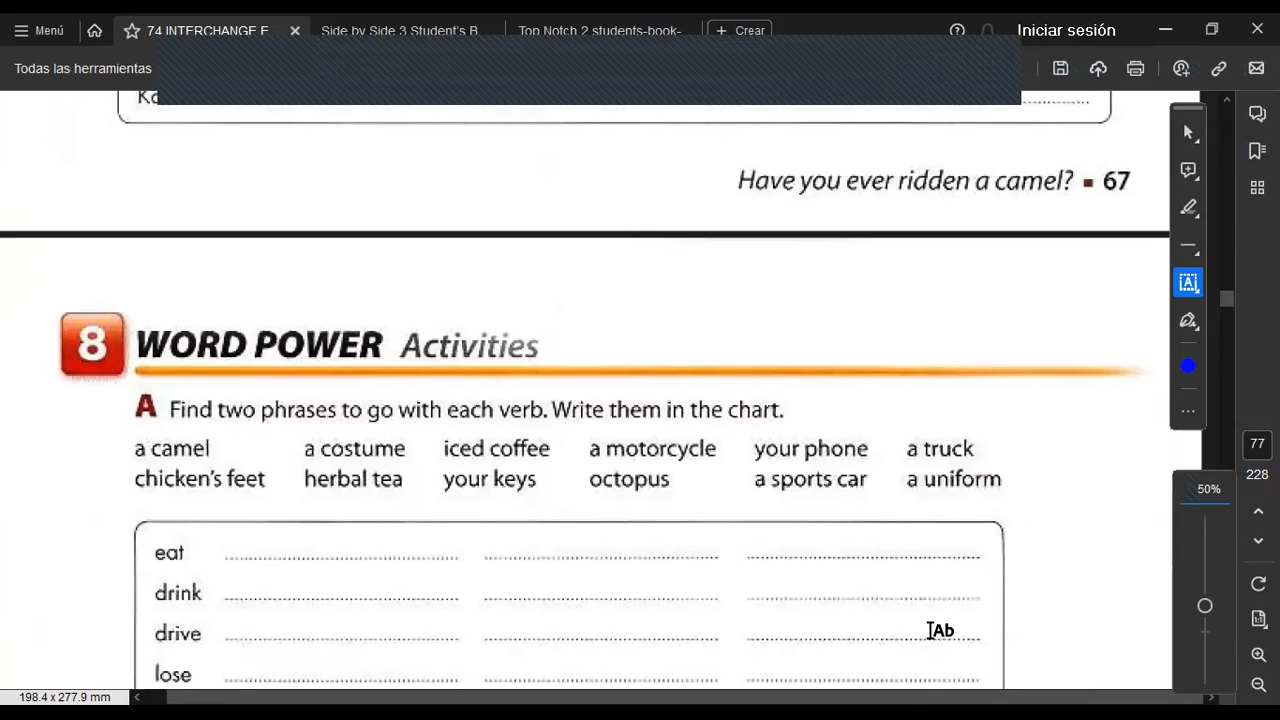 Menú
74 INTERCHANGE F
Side by Side 3 Student's B
Top Notch 2 students-book-
Crear
Iniciar sesión
Todas las herramientas
Have you ever ridden a camel? ■ 67
8 WORD POWER Activities
A Find two phrases to go with each verb. Write them in the chart.
a camel a costume iced coffee a motorcycle your phone a truck
chicken's feet herbal tea your keys octopus a sports car a uniform
eat
drink
drive
Ab
lose
77
228
50%
198.4 x 277.9 mm